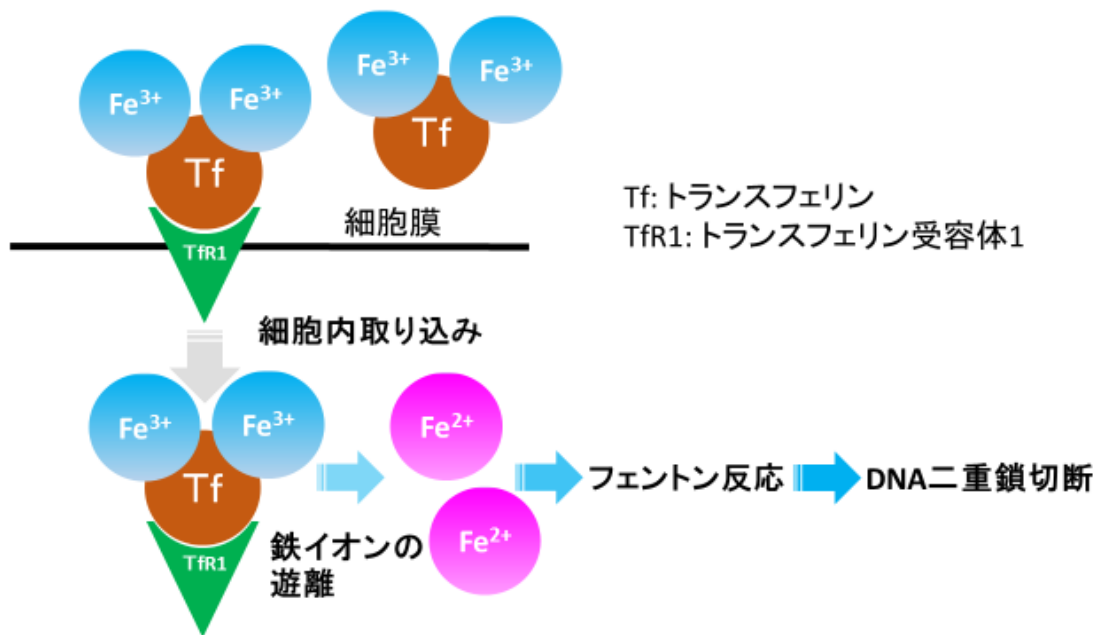 Fe3+
Fe3+
Tf
Fe3+
Fe3+
Tf
TfR1
細胞膜
Tf: トランスフェリン
TfR1: トランスフェリン受容体1
細胞内取り込み
Fe3+
Fe3+
Tf
TfR1
鉄イオンの
遊離
Fe2+
Fe2+
フェントン反応
DNA二重鎖切断